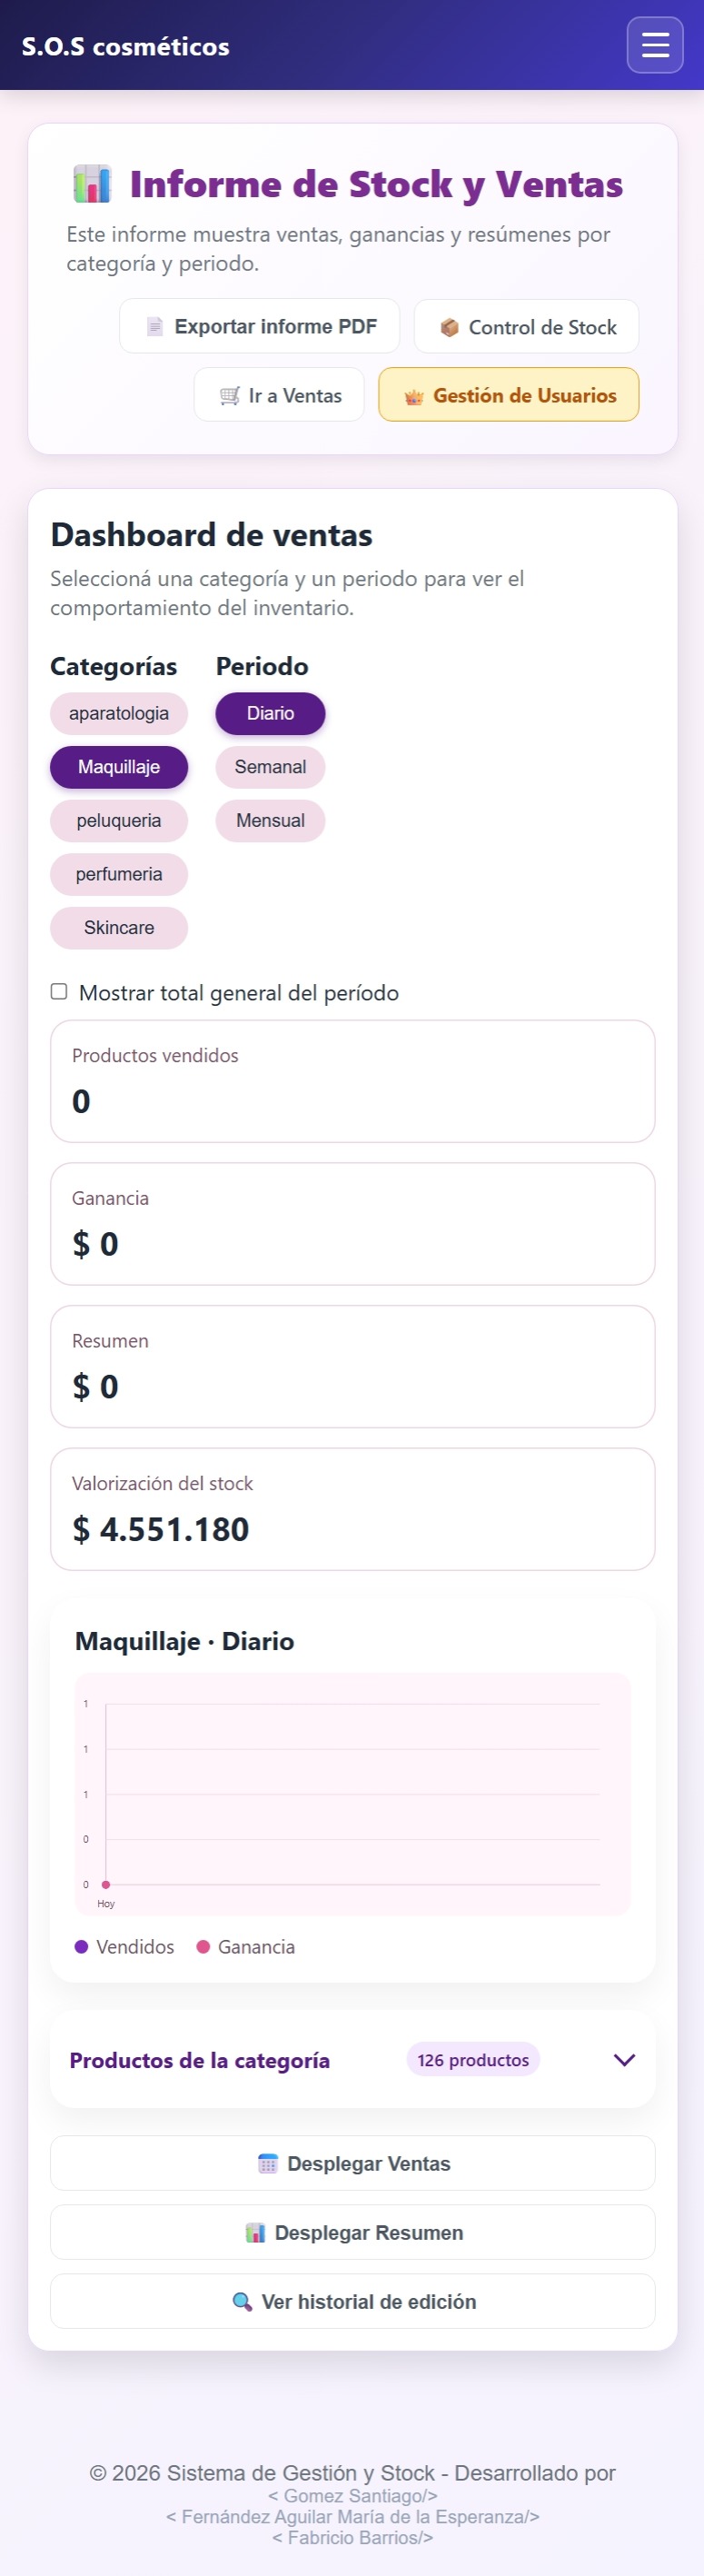 S.O.S cosméticos
Informe de Stock y Ventas
Este informe muestra ventas, ganancias y resúmenes por
categoría y periodo.
Exportar informe PDF
Control de Stock
Ir a Ventas
Gestión de Usuarios
Dashboard de ventas
Seleccioná una categoría y un periodo para ver el
comportamiento del inventario.
Categorías
aparatologia
Maquillaje
peluqueria
perfumeria
Skincare
Periodo
Diario
Semanal
Mensual
Mostrar total general del período
Productos vendidos
0
Ganancia
$ 0
Resumen
$ 0
Valorización del stock
$ 4.551.180
Maquillaje · Diario
1
1
1
0
0
Hoy
Vendidos
Ganancia
Productos de la categoría
126 productos
Desplegar Ventas
Desplegar Resumen
Ver historial de edición
© 2026 Sistema de Gestión y Stock - Desarrollado por
< Gomez Santiago/>
< Fernández Aguilar María de la Esperanza/>
< Fabricio Barrios/>